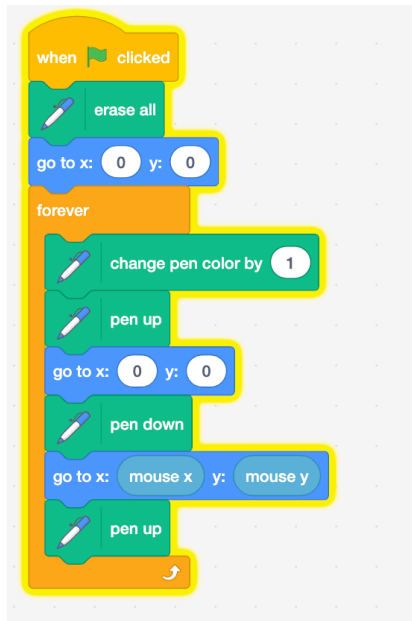 when clicked
erase all
go to x: 0 y: 0
forever
change pen color by 1
pen up
go to x: 0 y: 0
pen down
go to x: mouse x y: mouse y
pen up